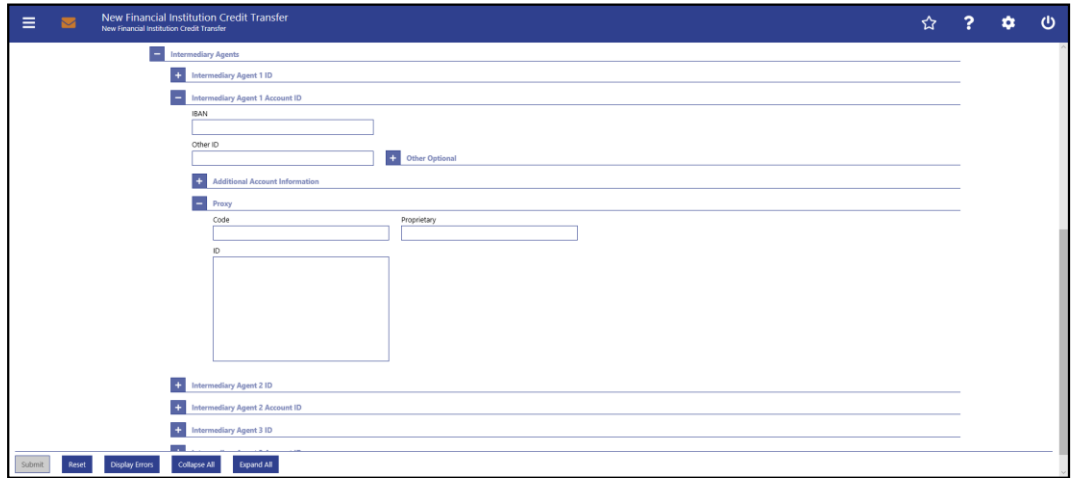 New Financial Institution Credit Transfer
New Financial Institution Credit Transfer
?
Intermediary Agents
Intermediary Agent 1 ID
Intermediary Agent 1 Account ID
IBAN
Other ID
Other Optional
Additional Account Information
Proxy
Code Proprietary
ID
Intermediary Agent 2 ID
Intermediary Agent 2 Account ID
Intermediary Agent 3 ID
Submit Reset Display Errors Collapse All Expand All